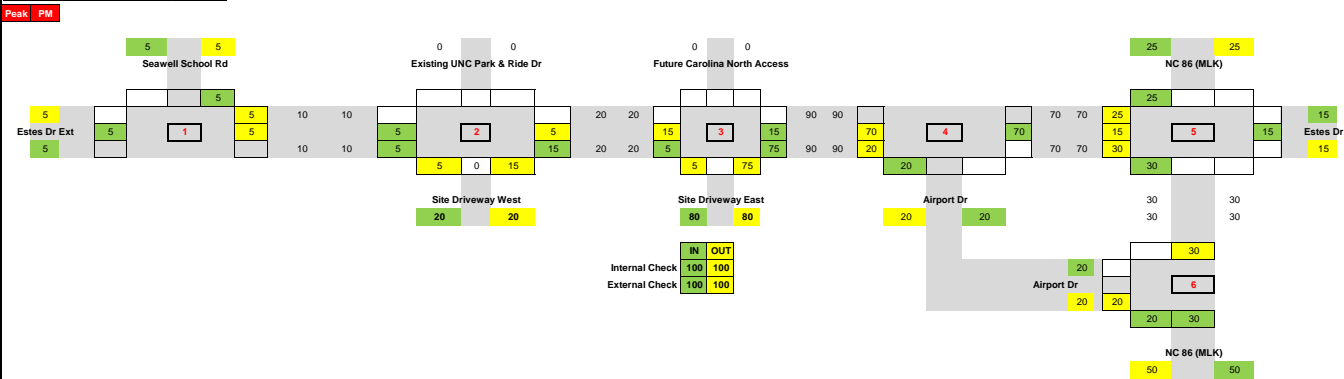 Peak PM
5 5 0 0 0 0 25 25
Seawell School Rd Existing UNC Park & Ride Dr Future Carolina North Access NC 86 (MLK)
5 25
5 5 10 10 20 20 90 90 70 70 25 15
Estes Dr Ext 5 1 5 5 2 5 15 3 15 70 4 70 15 5 15 Estes Dr
5 10 10 5 15 20 20 5 75 90 90 20 70 70 30 15
5 0 15 5 75 20 30
Site Driveway West Site Driveway East Airport Dr 30 30
20 20 80 80 20 20 30 30
IN OUT 30
Internal Check 100 100 20
External Check 100 100 Airport Dr 6
20 20
20 30
NC 86 (MLK)
50 50